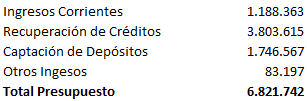 Ingresos Corrientes 1.188.363
Recuperación de Créditos 3.803.615
Captación de Depósitos 1.746.567
Otros Ingesos 83.197
Total Presupuesto 6.821.742